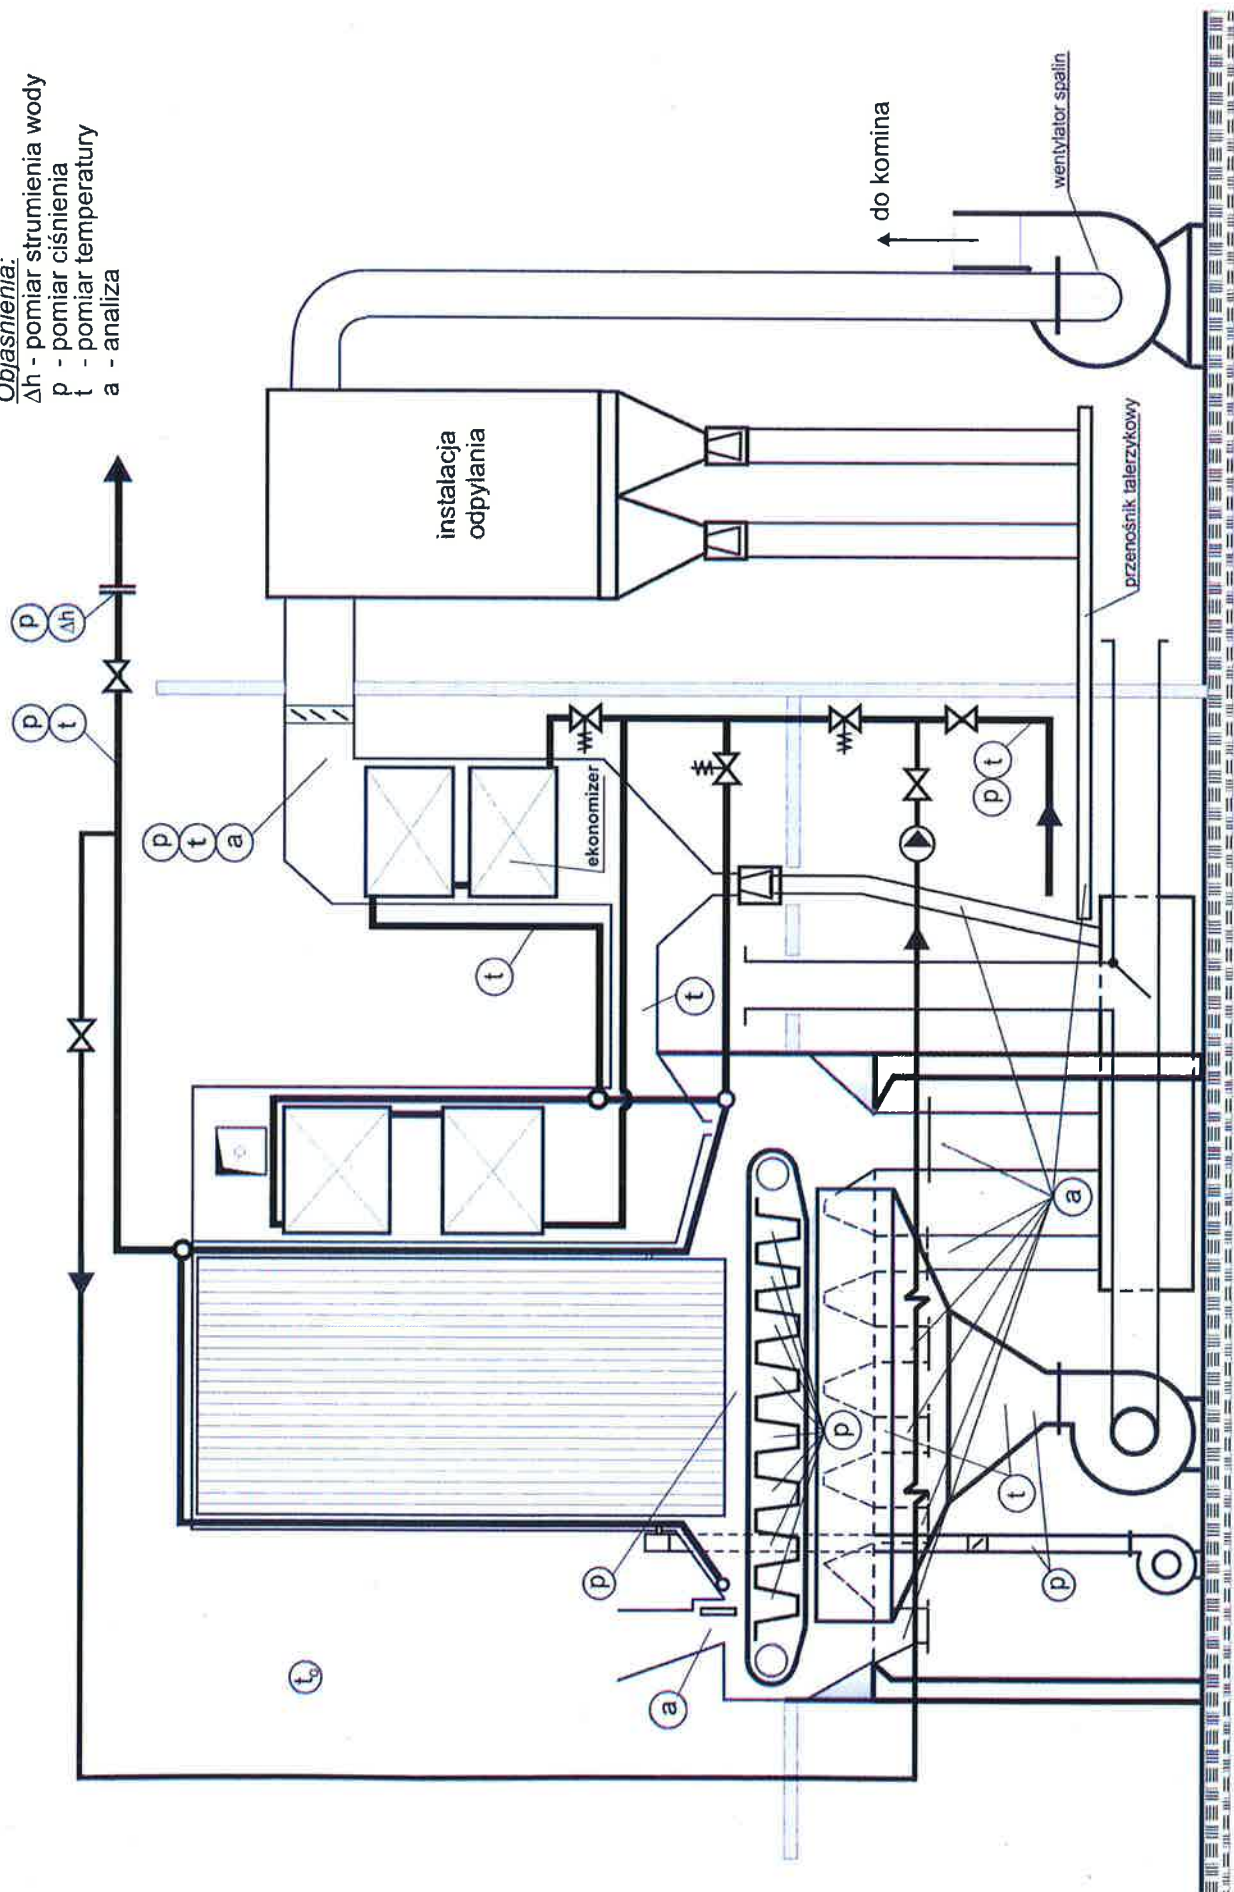 Objaśnienia:
Δh - pomiar strumienia wody
p - pomiar ciśnienia
t - pomiar temperatury
a - analiza
p
Δh
p
t
p
t
a
instalacja
odpylania
do komina
wentylator spalin
ekonomizer
t
t
p
t
przenośnik talerzykowy
t₀
p
a
p
a
t
p